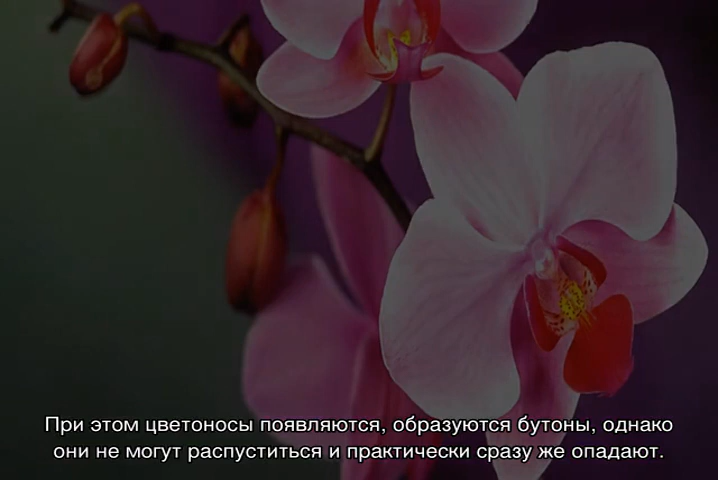 При этом цветоносы появляются, образуются бутоны, однако
они не могут распуститься и практически сразу же опадают.